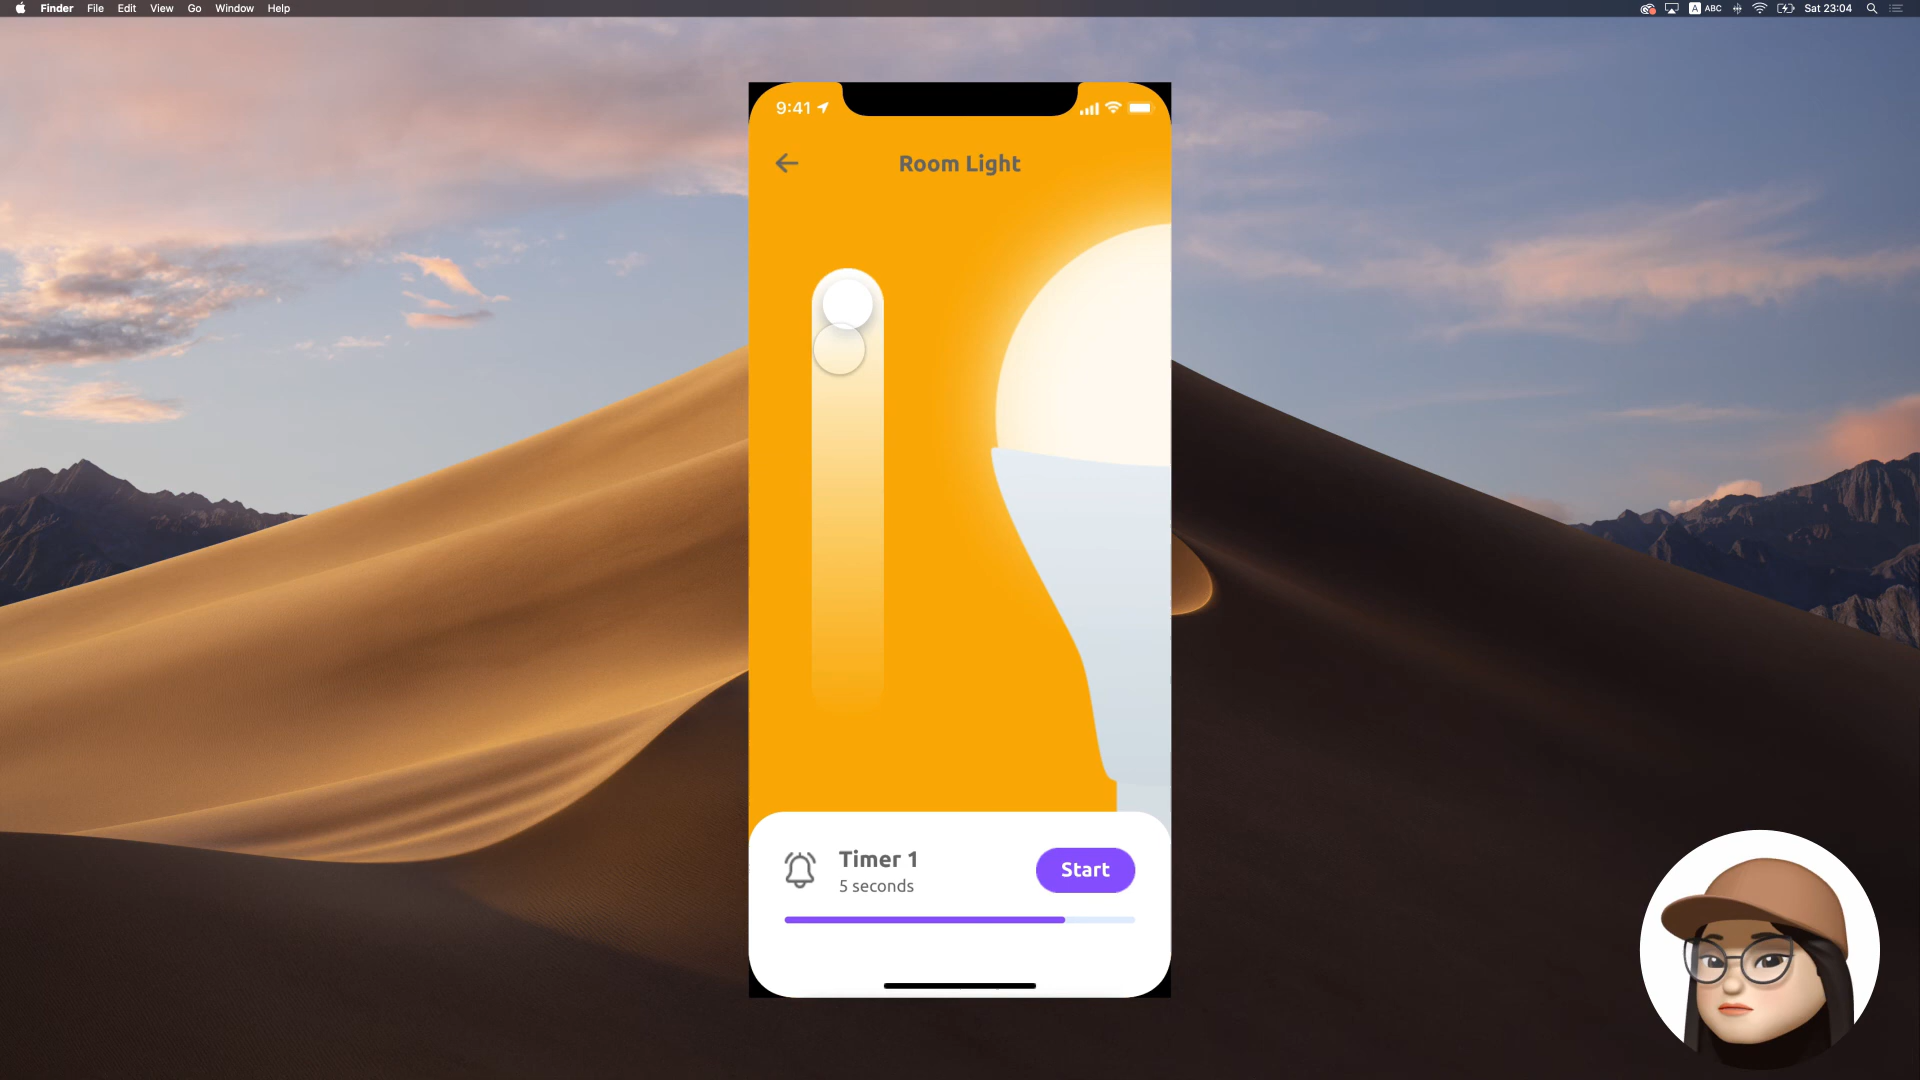 Finder File Edit View Go Window Help
A ABC Sat 23:04
9:41
Room Light
Timer 1
5 seconds
Start